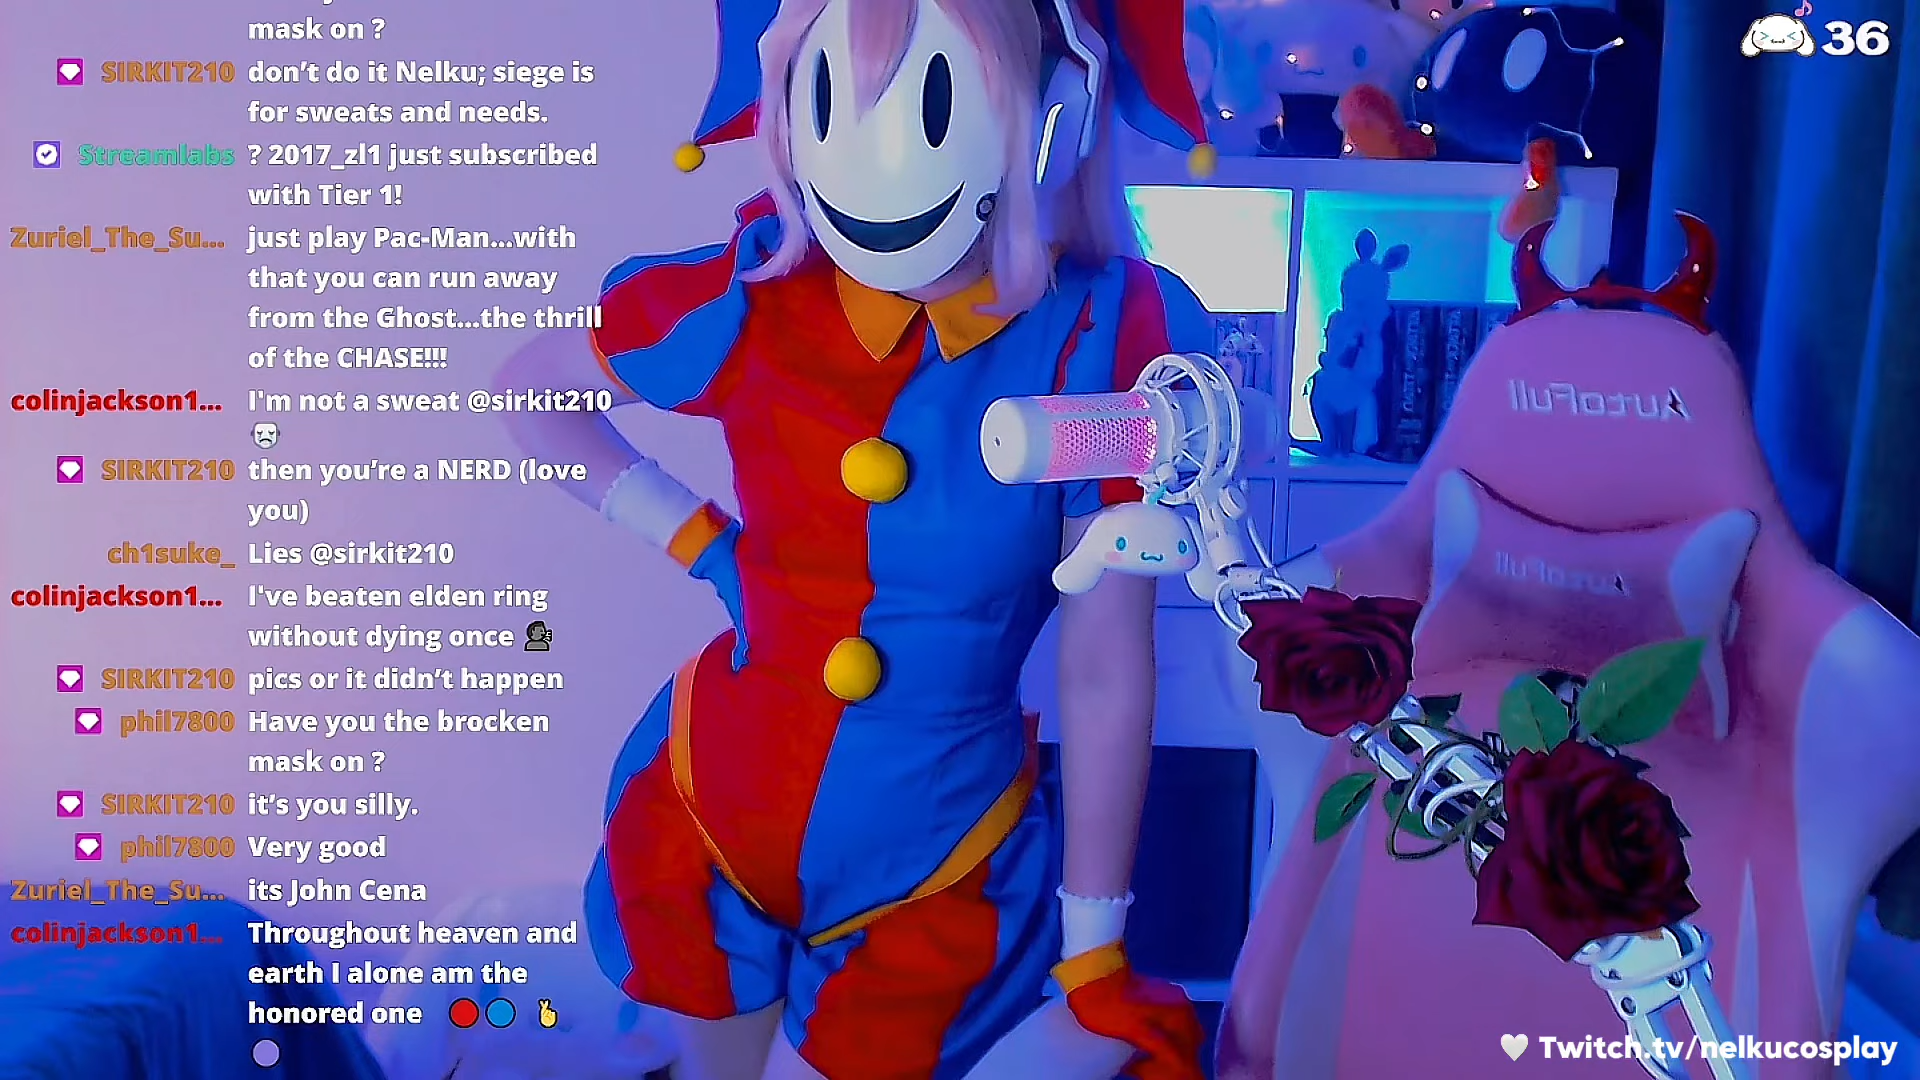 mask on ?
SIRKIT210 don't do it Nelku; siege is
for sweats and needs.
Streamlabs ? 2017_zl1 just subscribed
with Tier 1!
Zuriel_The_Su... just play Pac-Man...with
that you can run away
from the Ghost...the thrill
of the CHASE!!!
colinjackson1... I'm not a sweat @sirkit210
SIRKIT210 then you're a NERD (love
you)
ch1suke_ Lies @sirkit210
colinjackson1... I've beaten elden ring
without dying once
SIRKIT210 pics or it didn't happen
phil7800 Have you the brocken
mask on ?
SIRKIT210 it's you silly.
phil7800 Very good
Zuriel_The_Su... its John Cena
colinjackson1... Throughout heaven and
earth I alone am the
honored one
36
AutoFull
AutoFull
Twitch.tv/nelkucosplay